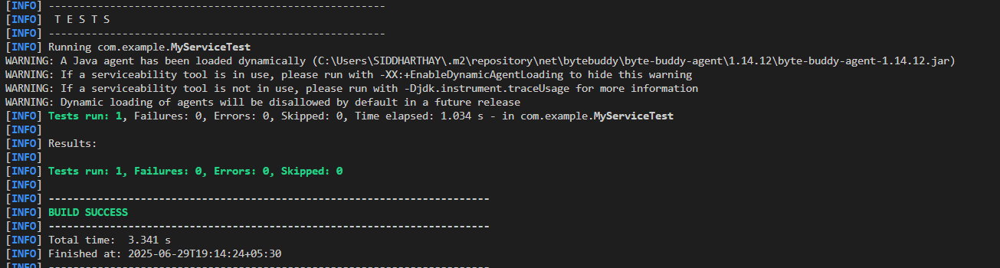 [INFO] -------------------------------------------------------
[INFO]  T E S T S
[INFO] -------------------------------------------------------
[INFO] Running com.example.MyServiceTest
WARNING: A Java agent has been loaded dynamically (C:\Users\SIDDHARTHAY\.m2\repository\net\bytebuddy\byte-buddy-agent\1.14.12\byte-buddy-agent-1.14.12.jar)
WARNING: If a serviceability tool is in use, please run with -XX:+EnableDynamicAgentLoading to hide this warning
WARNING: If a serviceability tool is not in use, please run with -Djdk.instrument.traceUsage for more information
WARNING: Dynamic loading of agents will be disallowed by default in a future release
[INFO] Tests run: 1, Failures: 0, Errors: 0, Skipped: 0, Time elapsed: 1.034 s - in com.example.MyServiceTest
[INFO]
[INFO] Results:
[INFO]
[INFO] Tests run: 1, Failures: 0, Errors: 0, Skipped: 0
[INFO]
[INFO] ------------------------------------------------------------------------
[INFO] BUILD SUCCESS
[INFO] ------------------------------------------------------------------------
[INFO] Total time:  3.341 s
[INFO] Finished at: 2025-06-29T19:14:24+05:30
[INFO] ------------------------------------------------------------------------